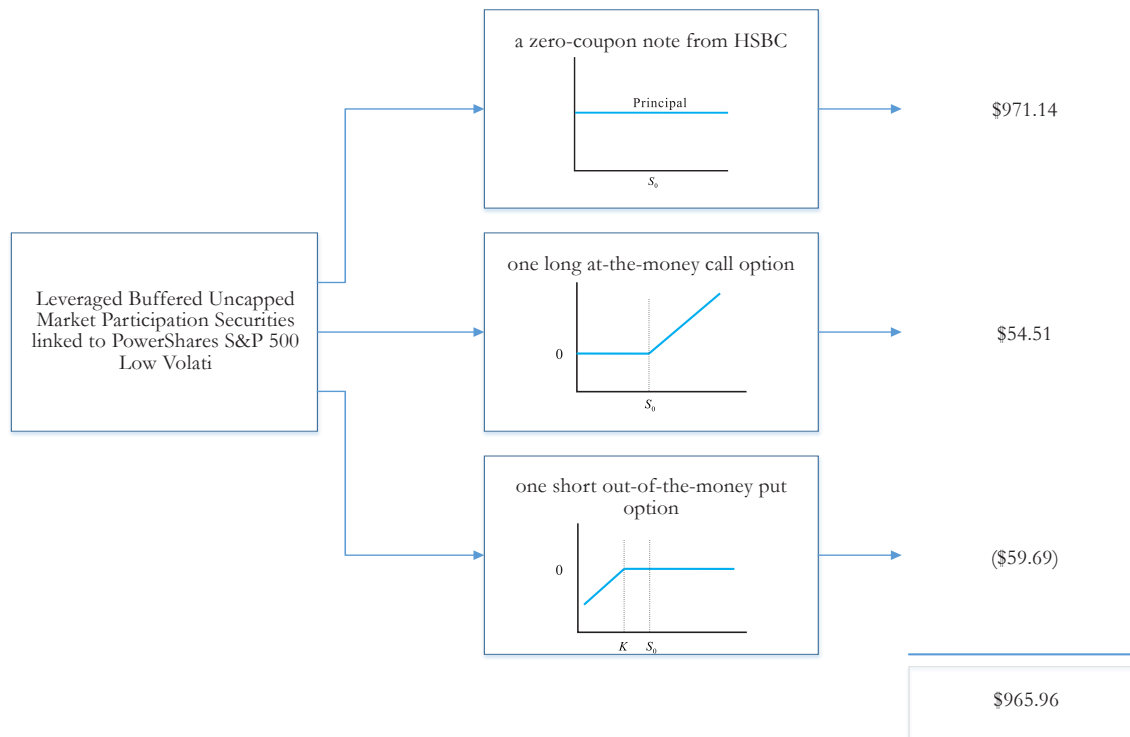 a zero-coupon note from HSBC
Principal
S0
$971.14
Leveraged Buffered Uncapped
Market Participation Securities
linked to PowerShares S&P 500
Low Volati
one long at-the-money call option
0
S0
$54.51
one short out-of-the-money put
option
0
K S0
($59.69)
$965.96